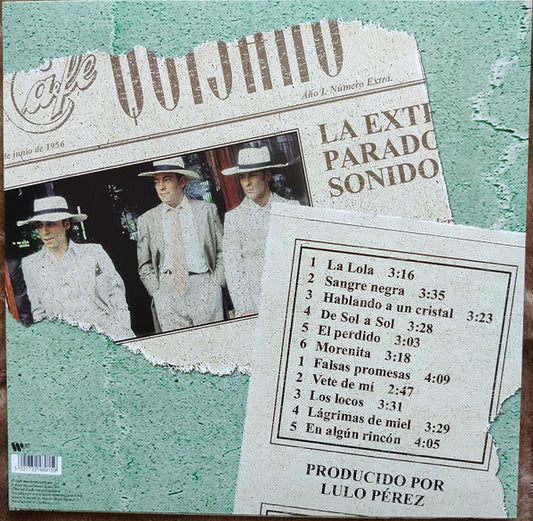 Café
QUIJANO
Año I. Número Extra.
de junio de 1956
LA EXTR
PARADO
SONIDO
1 La Lola 3:16
2 Sangre negra 3:35
3 Hablando a un cristal 3:23
4 De Sol a Sol 3:28
5 El perdido 3:03
6 Morenita 3:18
1 Falsas promesas 4:09
2 Vete de mí 2:47
3 Los locos 3:31
4 Lágrimas de miel 3:29
5 En algún rincón 4:05
PRODUCIDO POR
LULO PÉREZ